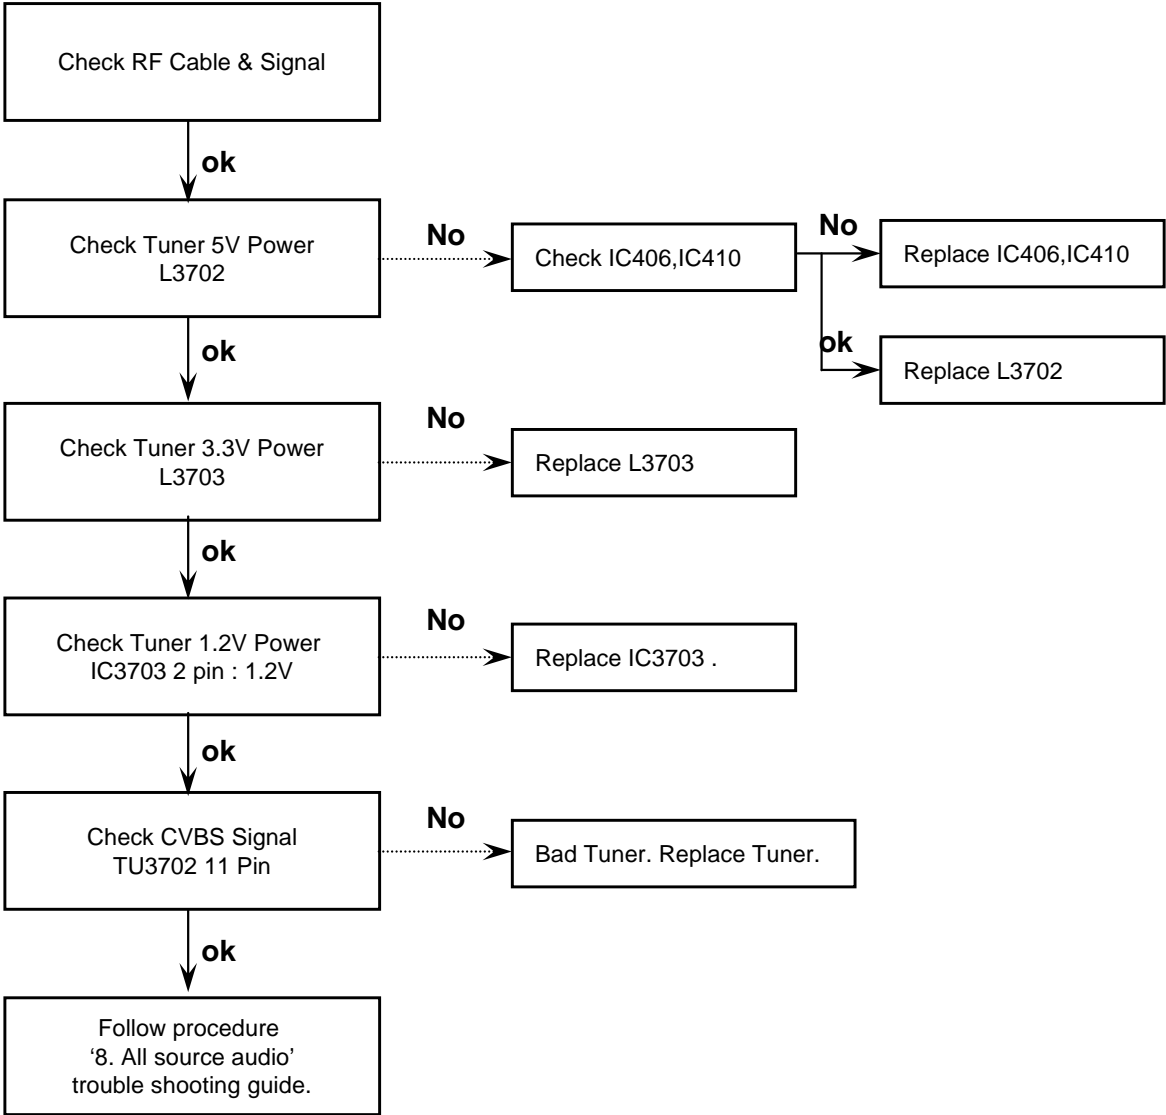 Check RF Cable & Signal
ok
Check Tuner 5V Power
L3702
No
Check IC406,IC410
No
Replace IC406,IC410
ok
Replace L3702
ok
Check Tuner 3.3V Power
L3703
No
Replace L3703
ok
Check Tuner 1.2V Power
IC3703 2 pin : 1.2V
No
Replace IC3703 .
ok
Check CVBS Signal
TU3702 11 Pin
No
Bad Tuner. Replace Tuner.
ok
Follow procedure
‘8. All source audio’
trouble shooting guide.